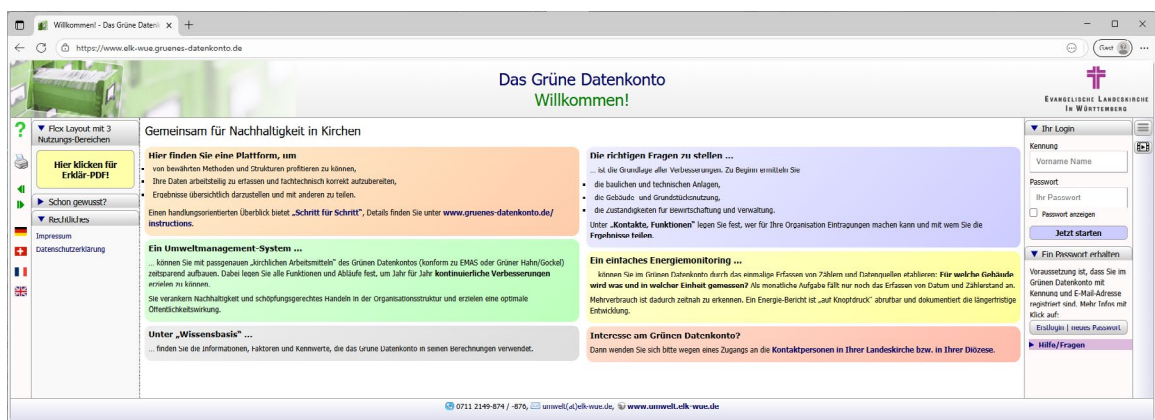 Willkommen! - Das Grüne Daten
https://www.elk-wue.gruenes-datenkonto.de
Guest
Das Grüne Datenkonto
Willkommen!
EVANGELISCHE LANDESKIRCHE
IN WÜRTTEMBERG
Flex Layout mit 3
Nutzungs-Bereichen
Hier klicken für
Erklär-PDF!
Schon gewusst?
Rechtliches
Impressum
Datenschutzerklärung
Gemeinsam für Nachhaltigkeit in Kirchen
Hier finden Sie eine Plattform, um
von bewährten Methoden und Strukturen profitieren zu können,
Ihre Daten arbeitsteilig zu erfassen und fachtechnisch korrekt aufzubereiten,
Ergebnisse übersichtlich darzustellen und mit anderen zu teilen.
Einen handlungsorientierten Überblick bietet „Schritt für Schritt“, Details finden Sie unter www.gruenes-datenkonto.de/
instructions.
Ein Umweltmanagement-System ...
... können Sie mit passgenauen „kirchlichen Arbeitsmitteln“ des Grünen Datenkontos (konform zu EMAS oder Grüner Hahn/Gockel)
zeitsparend aufbauen. Dabei legen Sie alle Funktionen und Abläufe fest, um Jahr für Jahr kontinuierliche Verbesserungen
erzielen zu können.
Sie verankern Nachhaltigkeit und schöpfungsgerechtes Handeln in der Organisationsstruktur und erzielen eine optimale
Öffentlichkeitswirkung.
Unter „Wissensbasis“ ...
... finden Sie die Informationen, Faktoren und Kennwerte, die das Grüne Datenkonto in seinen Berechnungen verwendet.
Die richtigen Fragen zu stellen ...
... ist die Grundlage aller Verbesserungen. Zu Beginn ermitteln Sie
die baulichen und technischen Anlagen,
die Gebäude- und Grundstücksnutzung,
die Zuständigkeiten für Bewirtschaftung und Verwaltung.
Unter „Kontakte, Funktionen“ legen Sie fest, wer für Ihre Organisation Eintragungen machen kann und mit wem Sie die
Ergebnisse teilen.
Ein einfaches Energiemonitoring ...
... können Sie im Grünen Datenkonto durch das einmalige Erfassen von Zählern und Datenquellen etablieren: Für welche Gebäude
wird was und in welcher Einheit gemessen? Als monatliche Aufgabe fällt nur noch das Erfassen von Datum und Zählerstand an.
Mehrverbrauch ist dadurch zeitnah zu erkennen. Ein Energie-Bericht ist „auf Knopfdruck“ abrufbar und dokumentiert die längerfristige
Entwicklung.
Interesse am Grünen Datenkonto?
Dann wenden Sie sich bitte wegen eines Zugangs an die Kontaktpersonen in Ihrer Landeskirche bzw. in Ihrer Diözese.
Ihr Login
Kennung
Vorname Name
Passwort
Ihr Passwort
Passwort anzeigen
Jetzt starten
Ein Passwort erhalten
Voraussetzung ist, dass Sie im
Grünen Datenkonto mit
Kennung und E-Mail-Adresse
registriert sind. Mehr Infos mit
Klick auf:
Erstlogin | neues Passwort
Hilfe/Fragen
0711 2149-874 / -876, umwelt(at)elk-wue.de, www.umwelt.elk-wue.de